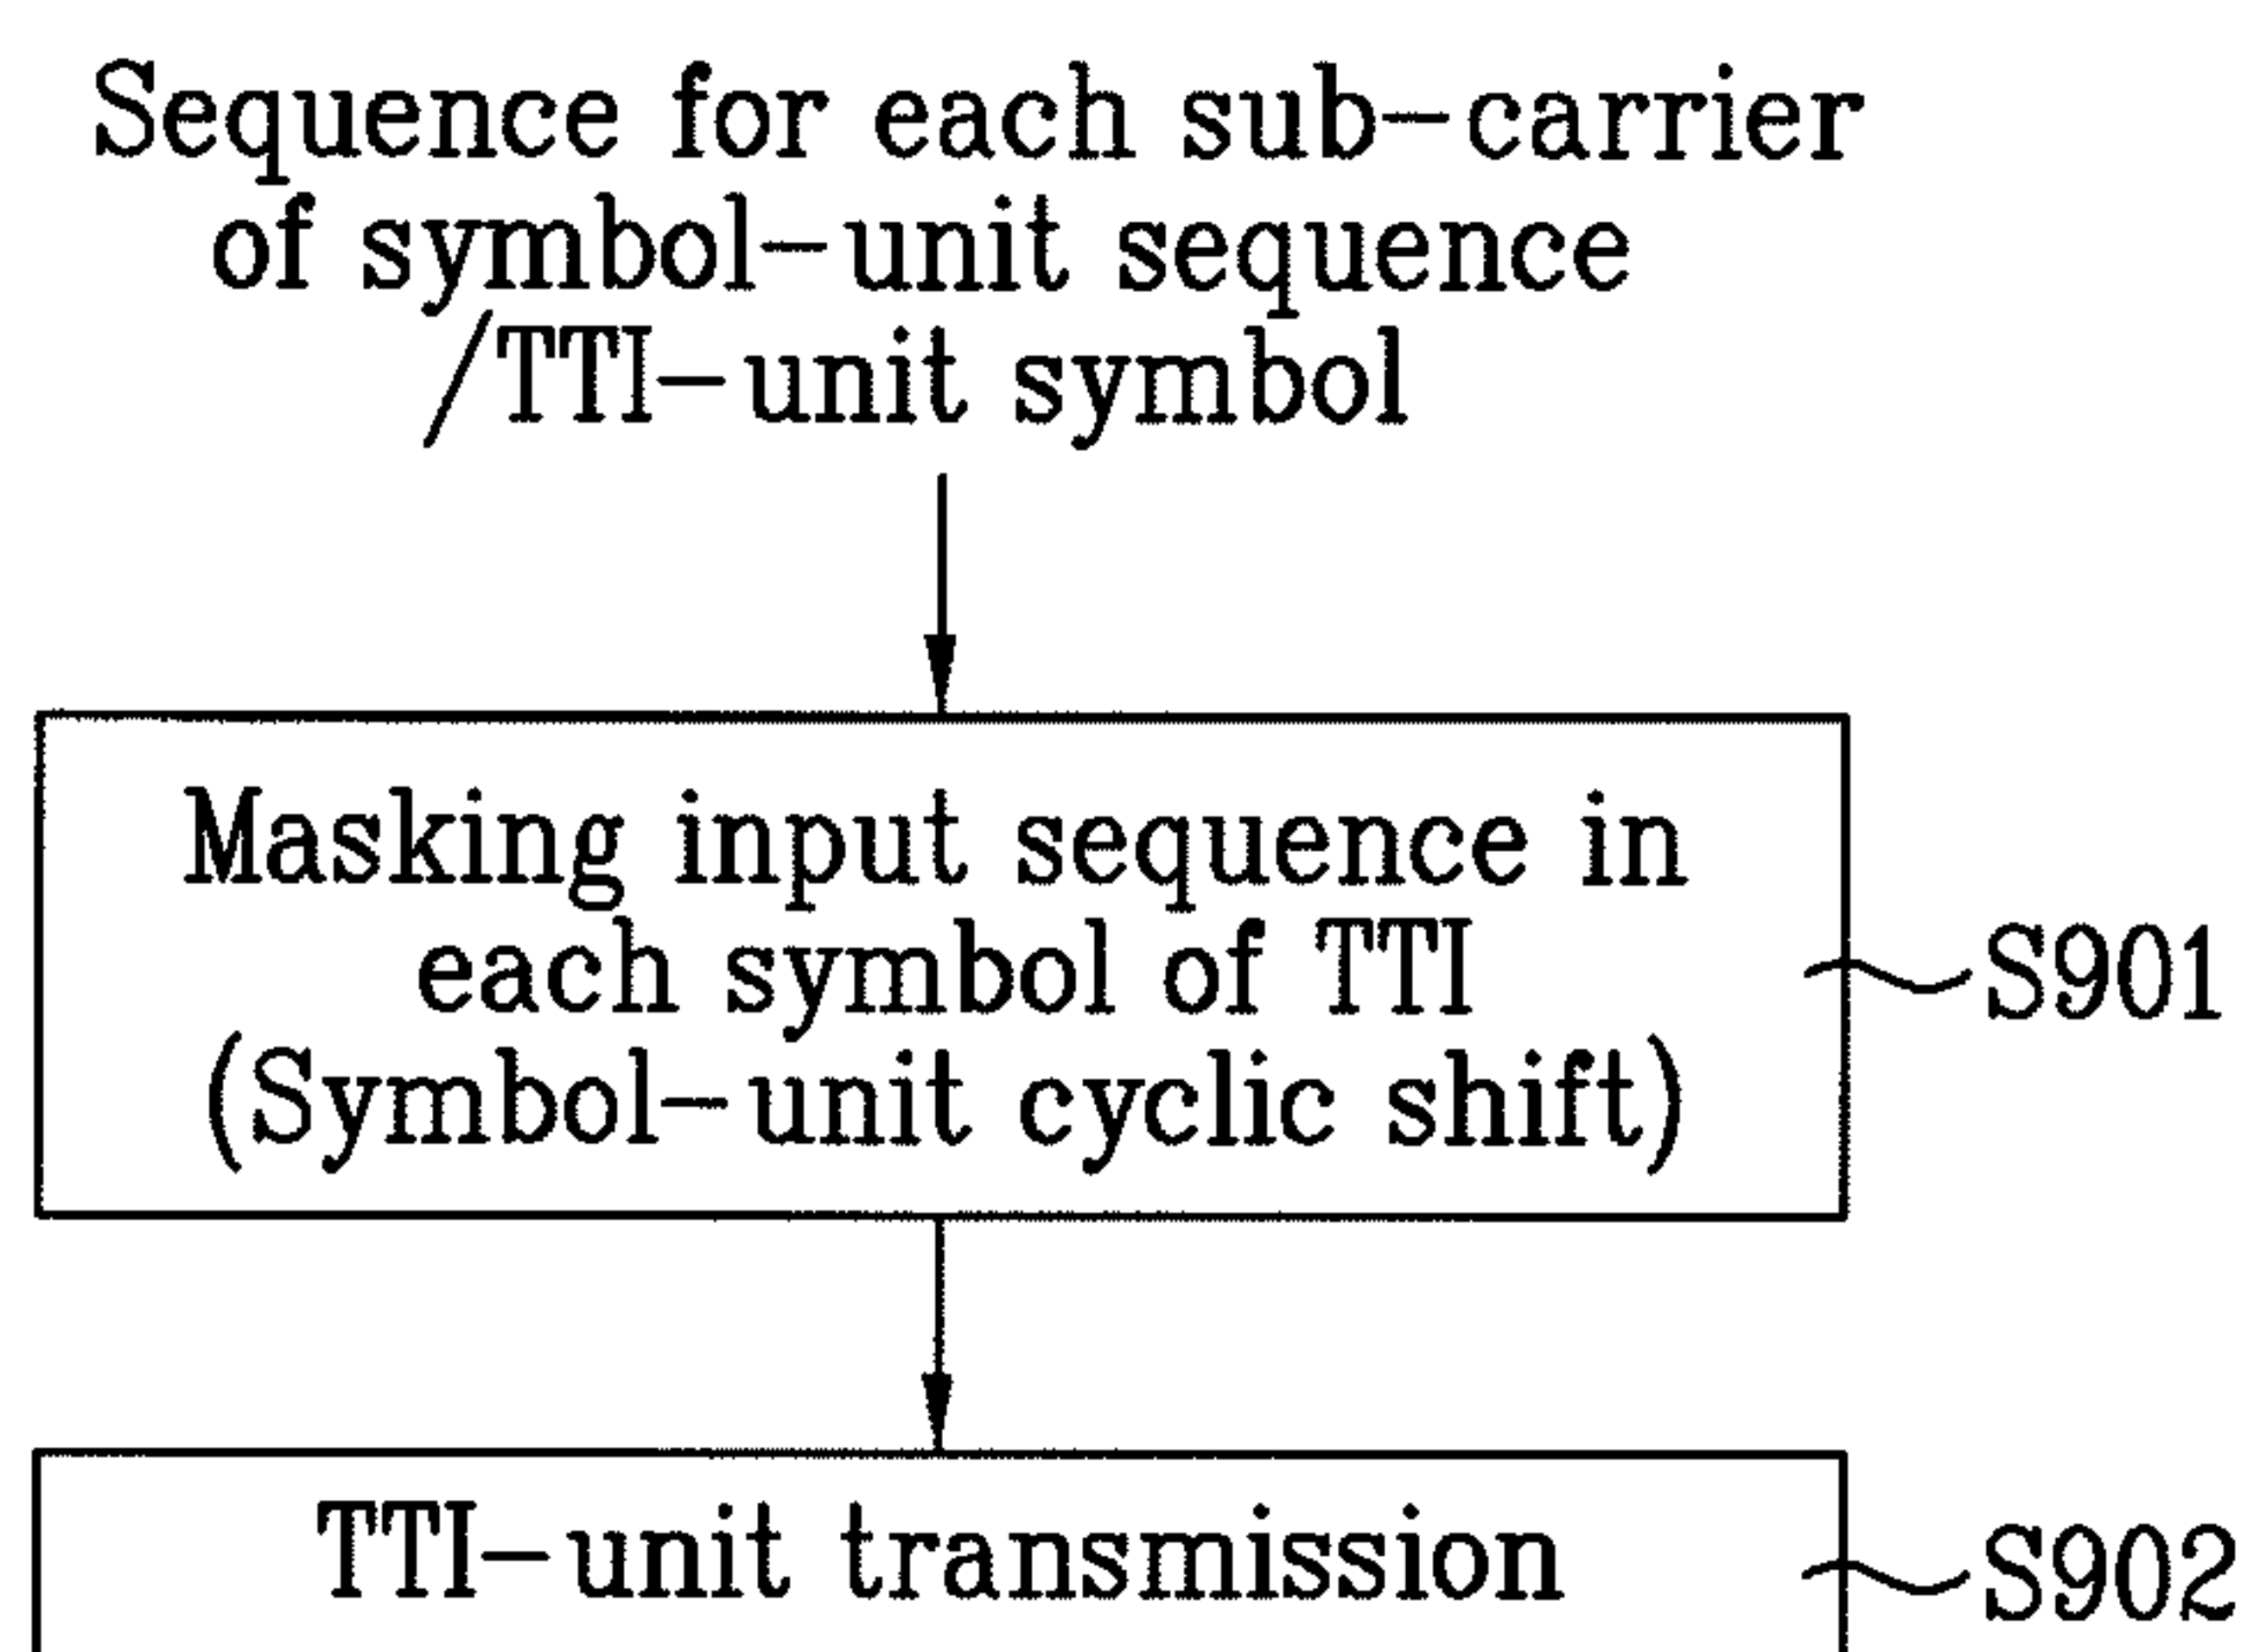 Sequence for each sub-carrier
of symbol-unit sequence
/TTI-unit symbol
Masking input sequence in
each symbol of TTI
(Symbol-unit cyclic shift)
S901
TTI-unit transmission
S902